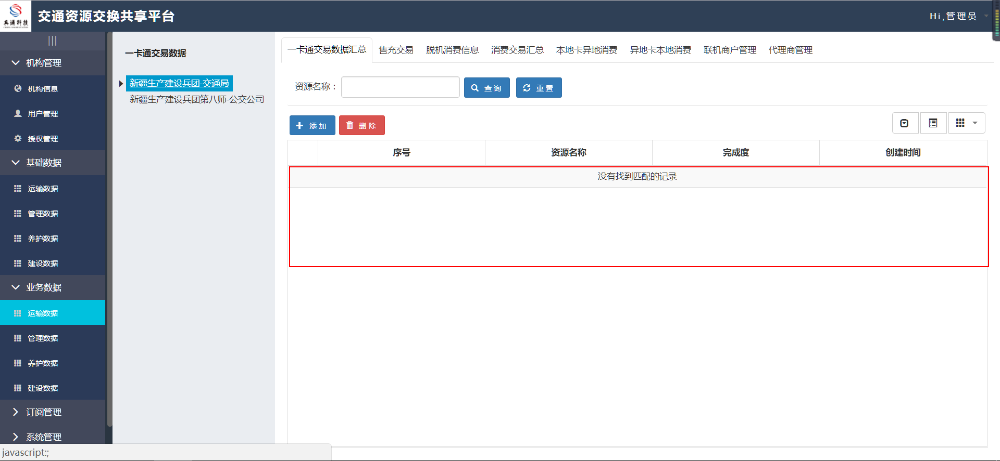 兵通科技
交通资源交换共享平台
Hi,管理员
机构管理
机构信息
用户管理
授权管理
基础数据
运输数据
管理数据
养护数据
建设数据
业务数据
运输数据
管理数据
养护数据
建设数据
订阅管理
系统管理
一卡通交易数据
新疆生产建设兵团-交通局
新疆生产建设兵团第八师-公交公司
一卡通交易数据汇总 售充交易 脱机消费信息 消费交易汇总 本地卡异地消费 异地卡本地消费 联机商户管理 代理商管理
资源名称： 查询 重置
添加 删除
序号 资源名称 完成度 创建时间
没有找到匹配的记录
javascript:;